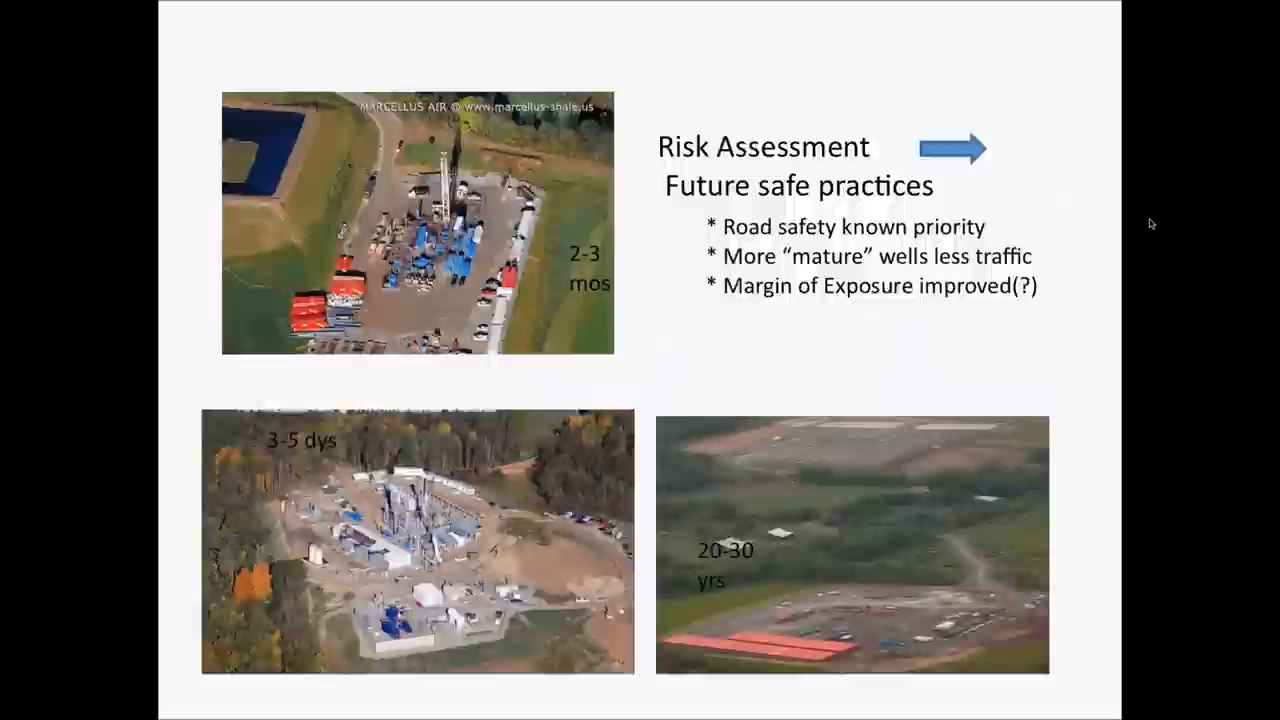 MARCELLUS AIR @ www.marcellus-shale.us
2-3
mos
Risk Assessment
Future safe practices
* Road safety known priority
* More “mature” wells less traffic
* Margin of Exposure improved(?)
3-5 dys
20-30
yrs